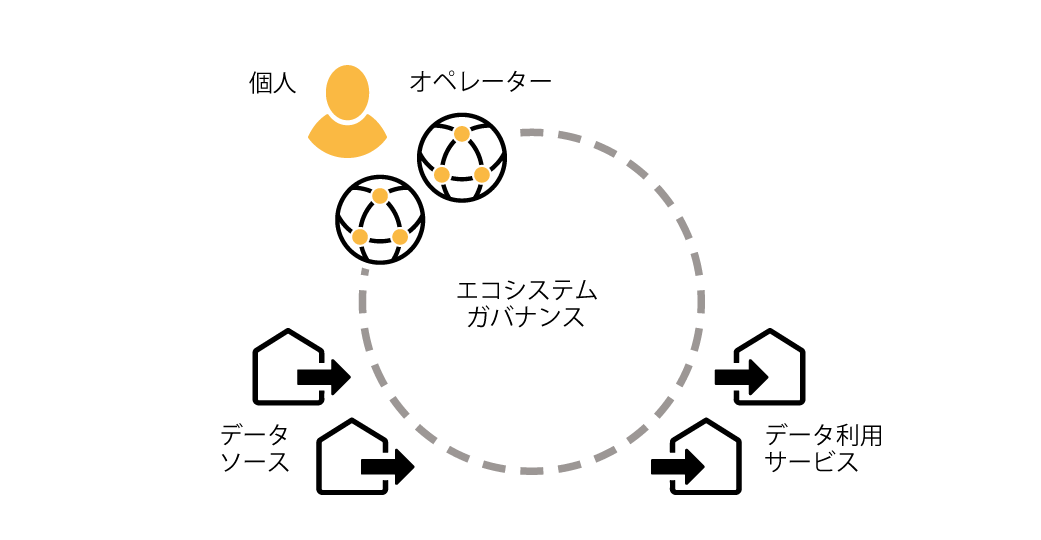 個人
オペレーター
エコシステム
ガバナンス
データ
ソース
データ利用
サービス